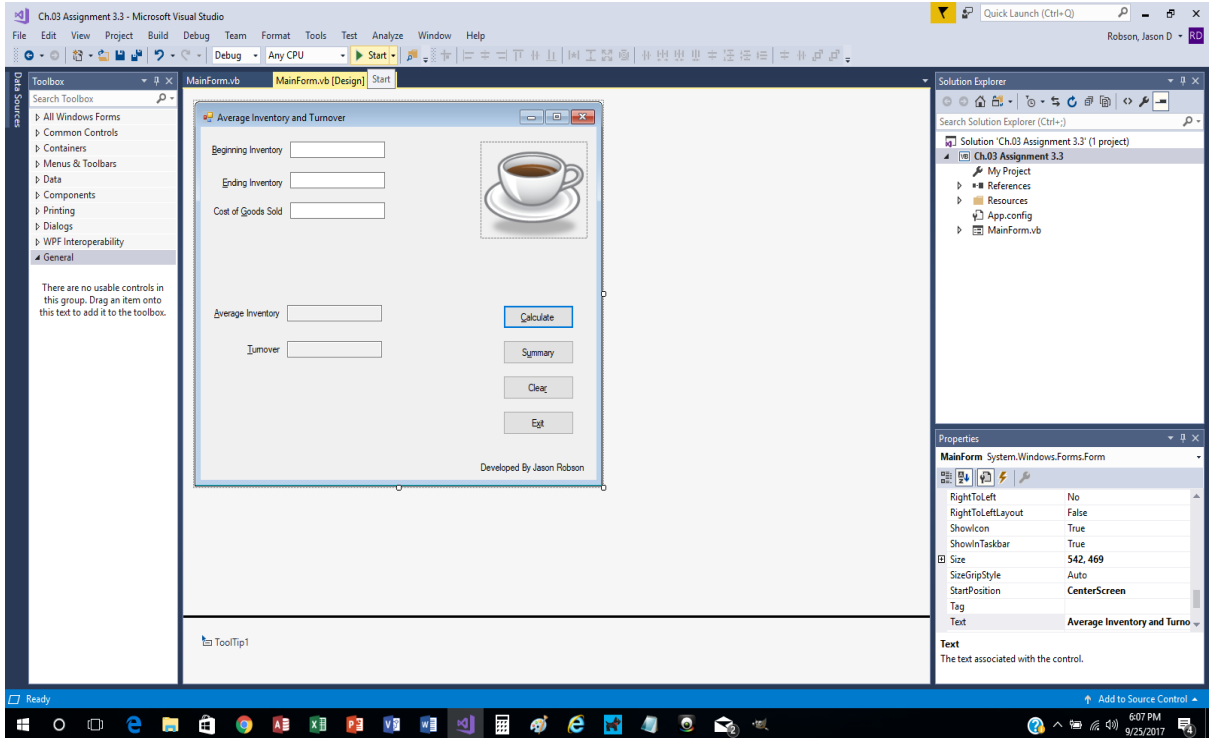 Ch.03 Assignment 3.3 - Microsoft Visual Studio
Quick Launch (Ctrl+Q)
File Edit View Project Build Debug Team Format Tools Test Analyze Window Help
Robson, Jason D RD
Debug Any CPU Start
Data Sources
Toolbox
Search Toolbox
All Windows Forms
Common Controls
Containers
Menus & Toolbars
Data
Components
Printing
Dialogs
WPF Interoperability
General
There are no usable controls in
this group. Drag an item onto
this text to add it to the toolbox.
MainForm.vb MainForm.vb [Design] Start
Average Inventory and Turnover
Beginning Inventory
Ending Inventory
Cost of Goods Sold
Average Inventory
Turnover
Calculate
Summary
Clear
Exit
Developed By Jason Robson
ToolTip1
Solution Explorer
Search Solution Explorer (Ctrl+;)
Solution 'Ch.03 Assignment 3.3' (1 project)
VB Ch.03 Assignment 3.3
My Project
References
Resources
App.config
MainForm.vb
Properties
MainForm System.Windows.Forms.Form
RightToLeft No
RightToLeftLayout False
ShowIcon True
ShowInTaskbar True
Size 542, 469
SizeGripStyle Auto
StartPosition CenterScreen
Tag
Text Average Inventory and Turno
Text
The text associated with the control.
Ready
Add to Source Control
6:07 PM
9/25/2017